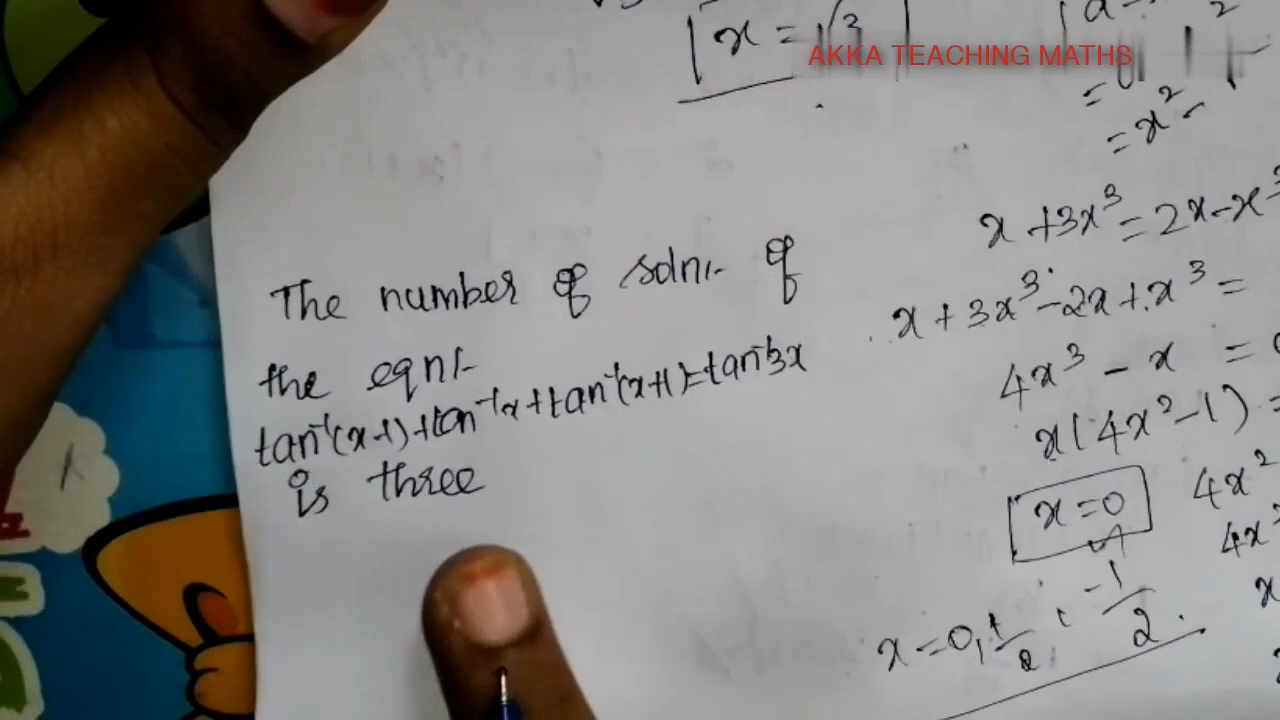 x = √3
AKKA TEACHING MATHS
= x² -
x + 3x³ = 2x - x³
x + 3x³ - 2x + x³ =
4x³ - x =
x(4x² - 1) =
x = 0
4x²
x = 0, 1/2, -1/2.
The number of soln:- of
the eqn:-
tan⁻¹(x-1)+tan⁻¹x+tan⁻¹(x+1)=tan⁻¹3x
is three